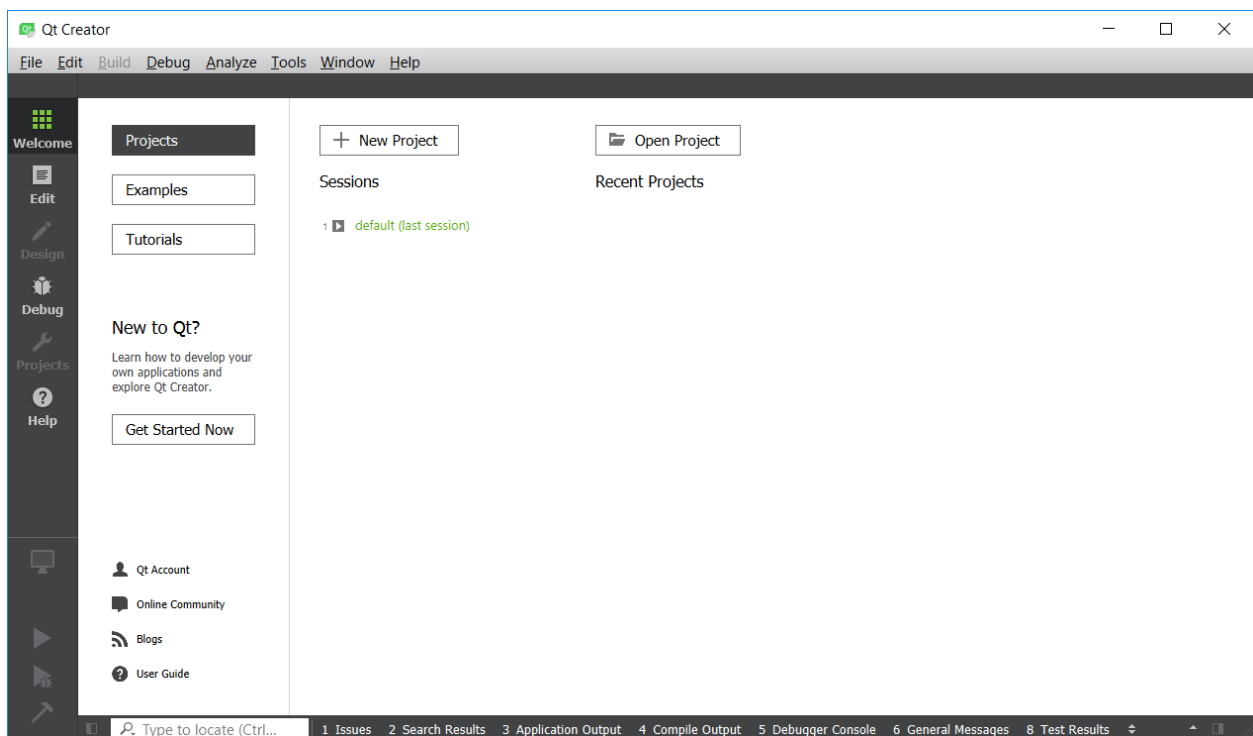 Qt Creator
File Edit Build Debug Analyze Tools Window Help
Welcome
Edit
Design
Debug
Projects
Help
Projects
Examples
Tutorials
New to Qt?
Learn how to develop your
own applications and
explore Qt Creator.
Get Started Now
Qt Account
Online Community
Blogs
User Guide
New Project
Open Project
Sessions
Recent Projects
1 default (last session)
Type to locate (Ctrl...
1 Issues 2 Search Results 3 Application Output 4 Compile Output 5 Debugger Console 6 General Messages 8 Test Results